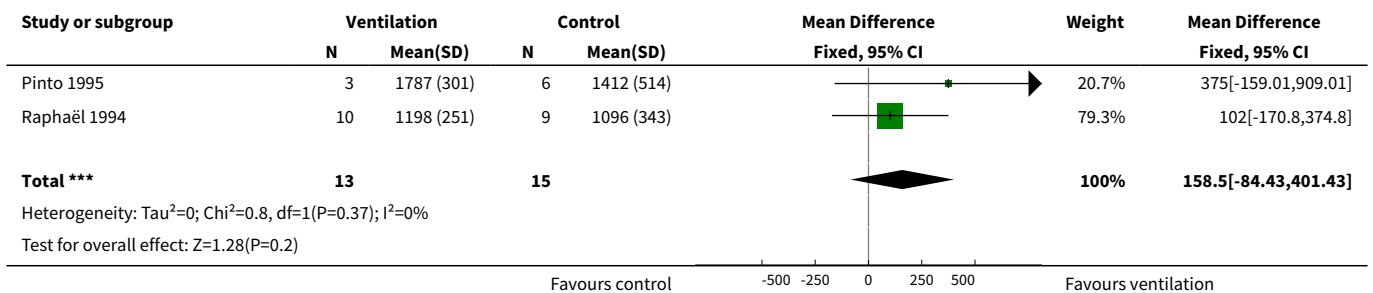 Study or subgroup Ventilation Control Mean Difference Weight Mean Difference
N Mean(SD) N Mean(SD) Fixed, 95% CI Fixed, 95% CI
Pinto 1995 3 1787 (301) 6 1412 (514) 20.7% 375[-159.01,909.01]
Raphaël 1994 10 1198 (251) 9 1096 (343) 79.3% 102[-170.8,374.8]
Total *** 13 15 100% 158.5[-84.43,401.43]
Heterogeneity: Tau²=0; Chi²=0.8, df=1(P=0.37); I²=0%
Test for overall effect: Z=1.28(P=0.2)
Favours control -500 -250 0 250 500 Favours ventilation